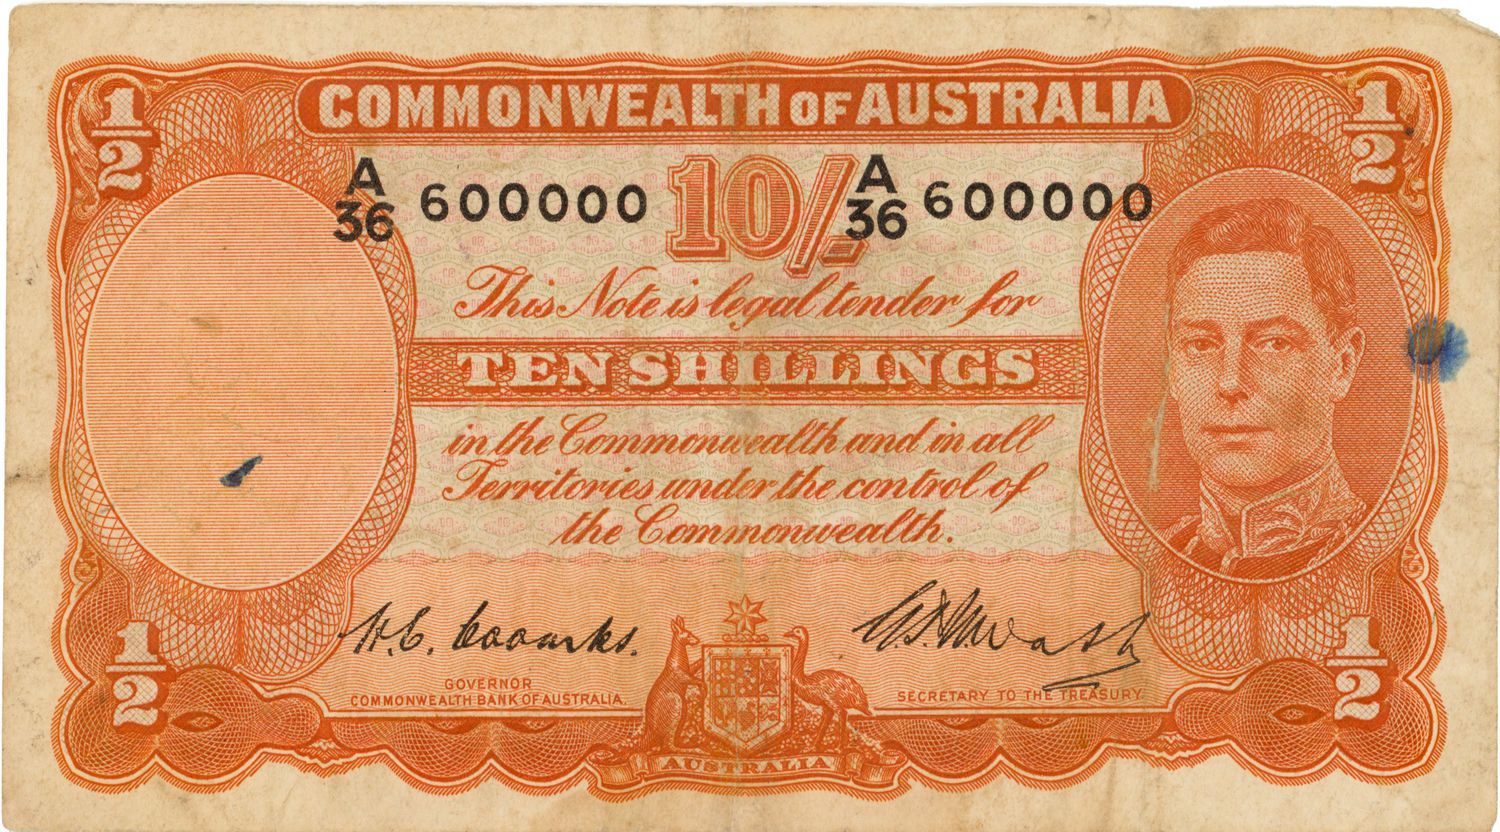 COMMONWEALTH OF AUSTRALIA
1/2
1/2
A
36 600000
10/-
A
36 600000
This Note is legal tender for
TEN SHILLINGS
in the Commonwealth and in all
Territories under the control of
the Commonwealth.
H.C. Coombs.
GOVERNOR
COMMONWEALTH BANK OF AUSTRALIA.
SECRETARY TO THE TREASURY
1/2
1/2
AUSTRALIA